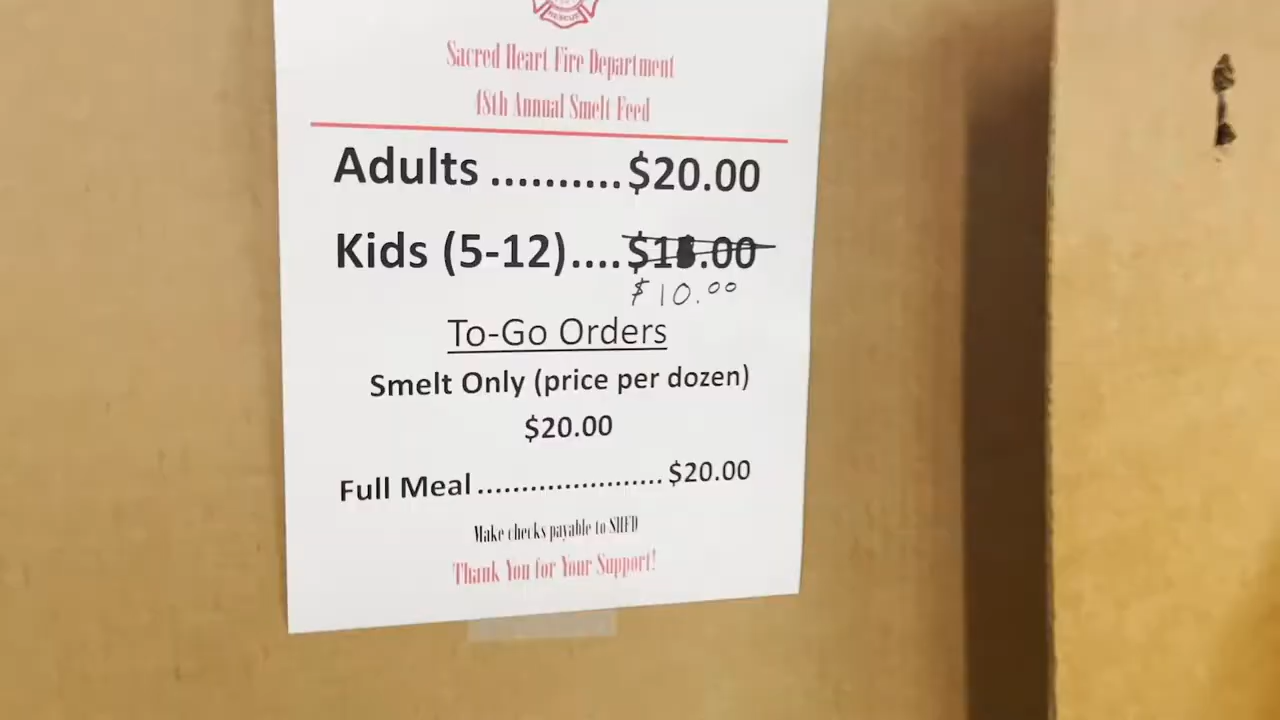 RESCUE
Sacred Heart Fire Department
48th Annual Smelt Feed
Adults ..........$20.00
Kids (5-12)....
$10.00
To-Go Orders
Smelt Only (price per dozen)
$20.00
Full Meal ..................... $20.00
Make checks payable to SHFD
Thank You for Your Support!